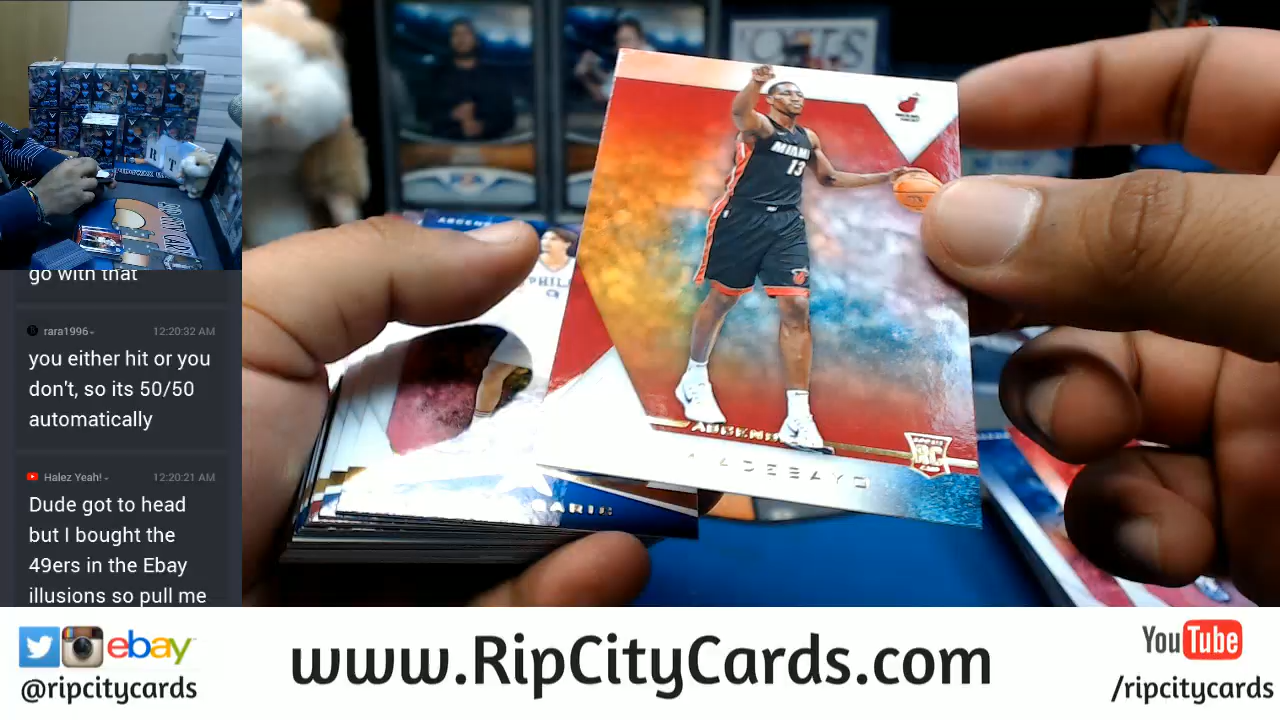 go with that
rara1996
12:20:32 AM
you either hit or you
don't, so its 50/50
automatically
Halez Yeah!
12:20:21 AM
Dude got to head
but I bought the
49ers in the Ebay
illusions so pull me
MIAMI
13
ADEBAYO
RC
PHIL
ebay
@ripcitycards
www.RipCityCards.com
YouTube
/ripcitycards